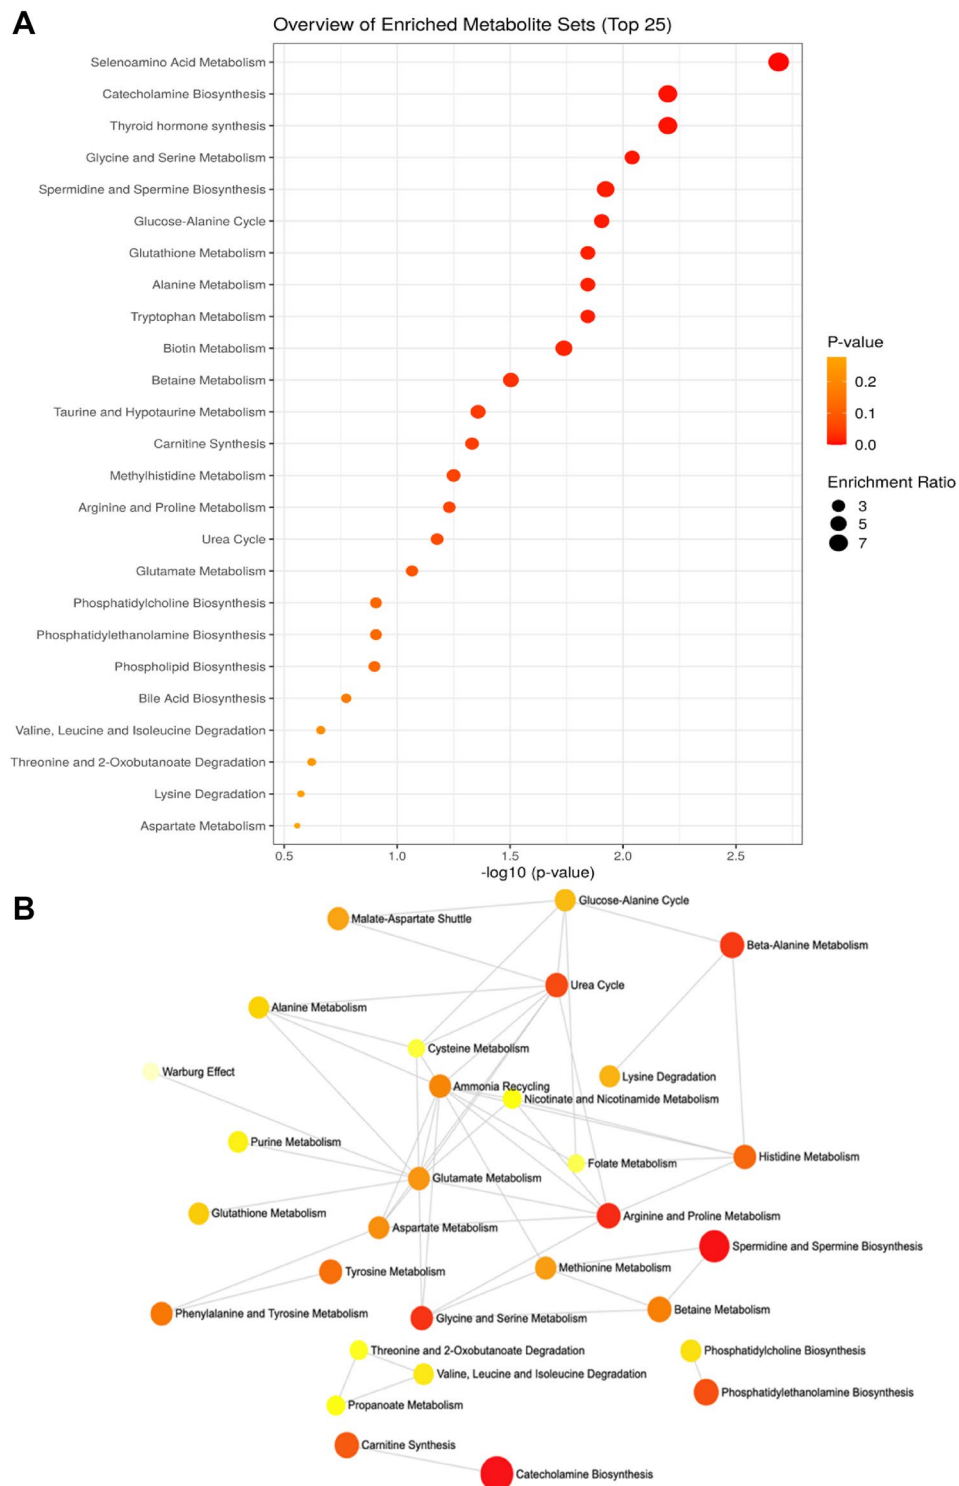 A
Overview of Enriched Metabolite Sets (Top 25)
Selenoamino Acid Metabolism
Catecholamine Biosynthesis
Thyroid hormone synthesis
Glycine and Serine Metabolism
Spermidine and Spermine Biosynthesis
Glucose-Alanine Cycle
Glutathione Metabolism
Alanine Metabolism
Tryptophan Metabolism
Biotin Metabolism
Betaine Metabolism
Taurine and Hypotaurine Metabolism
Carnitine Synthesis
Methylhistidine Metabolism
Arginine and Proline Metabolism
Urea Cycle
Glutamate Metabolism
Phosphatidylcholine Biosynthesis
Phosphatidylethanolamine Biosynthesis
Phospholipid Biosynthesis
Bile Acid Biosynthesis
Valine, Leucine and Isoleucine Degradation
Threonine and 2-Oxobutanoate Degradation
Lysine Degradation
Aspartate Metabolism
0.5 1.0 1.5 2.0 2.5
-log10 (p-value)
P-value
0.2
0.1
0.0
Enrichment Ratio
3
5
7
B
Glucose-Alanine Cycle
Malate-Aspartate Shuttle
Beta-Alanine Metabolism
Urea Cycle
Alanine Metabolism
Cysteine Metabolism
Warburg Effect
Lysine Degradation
Ammonia Recycling
Nicotinate and Nicotinamide Metabolism
Purine Metabolism
Histidine Metabolism
Folate Metabolism
Glutamate Metabolism
Glutathione Metabolism
Arginine and Proline Metabolism
Aspartate Metabolism
Spermidine and Spermine Biosynthesis
Methionine Metabolism
Tyrosine Metabolism
Phenylalanine and Tyrosine Metabolism
Betaine Metabolism
Glycine and Serine Metabolism
Threonine and 2-Oxobutanoate Degradation
Phosphatidylcholine Biosynthesis
Valine, Leucine and Isoleucine Degradation
Phosphatidylethanolamine Biosynthesis
Propanoate Metabolism
Carnitine Synthesis
Catecholamine Biosynthesis